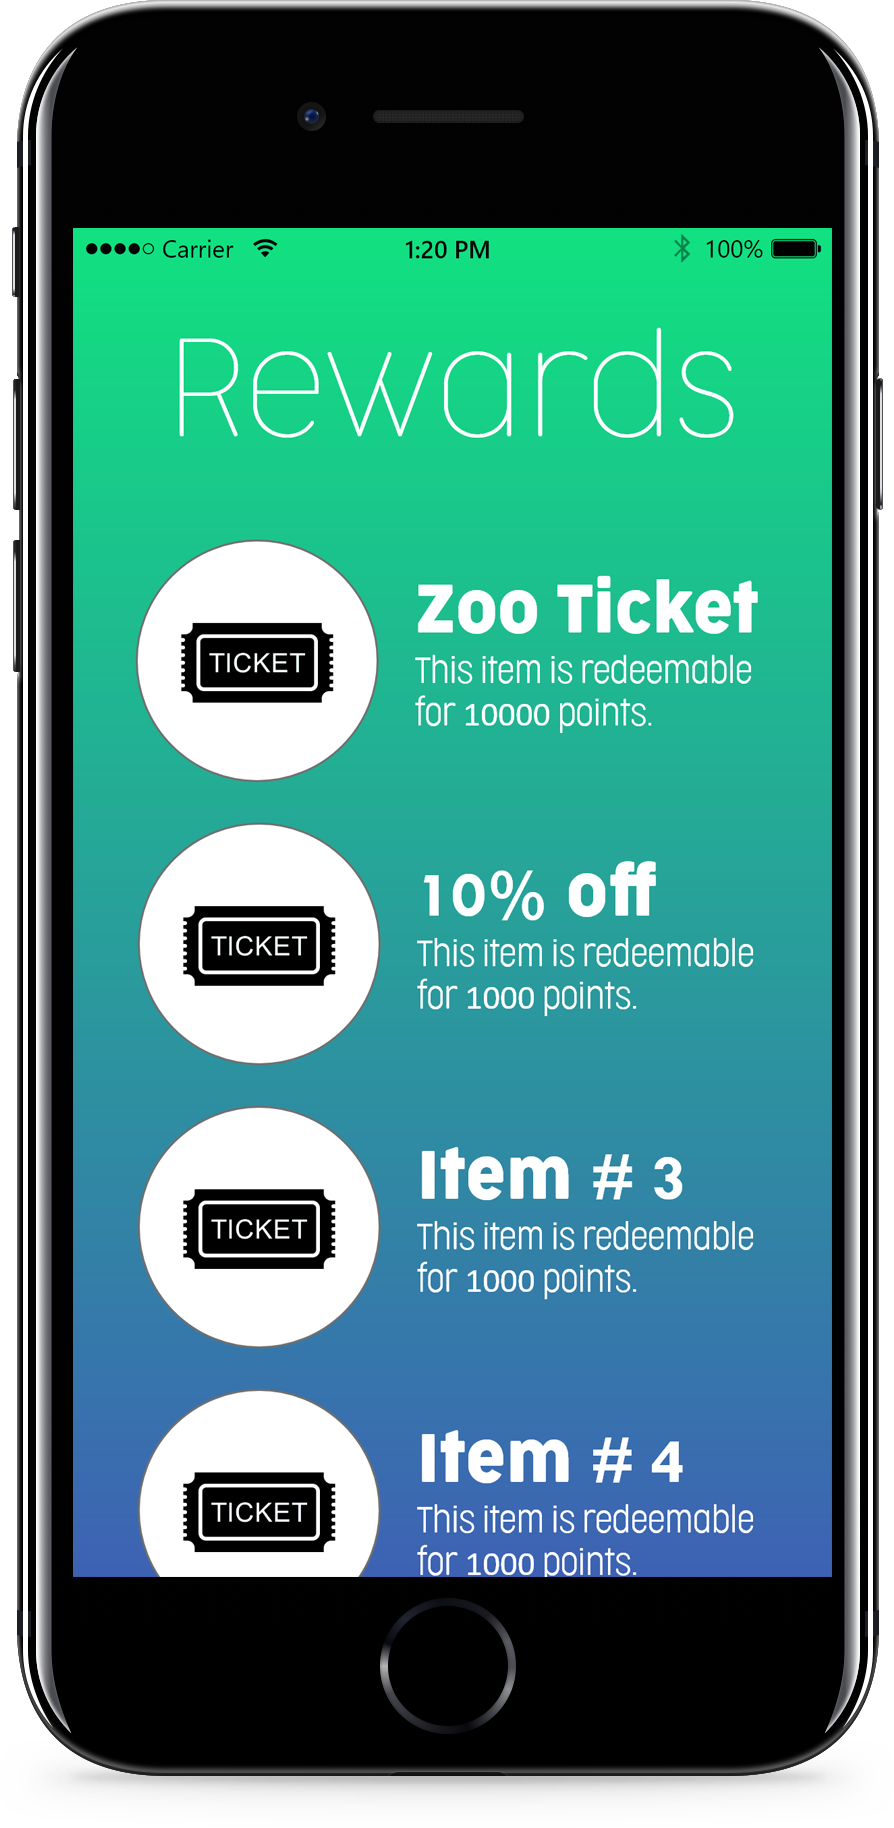 Carrier 1:20 PM 100%
Rewards
TICKET
Zoo Ticket
This item is redeemable
for 10000 points.
TICKET
10% off
This item is redeemable
for 1000 points.
TICKET
Item # 3
This item is redeemable
for 1000 points.
TICKET
Item # 4
This item is redeemable
for 1000 points.